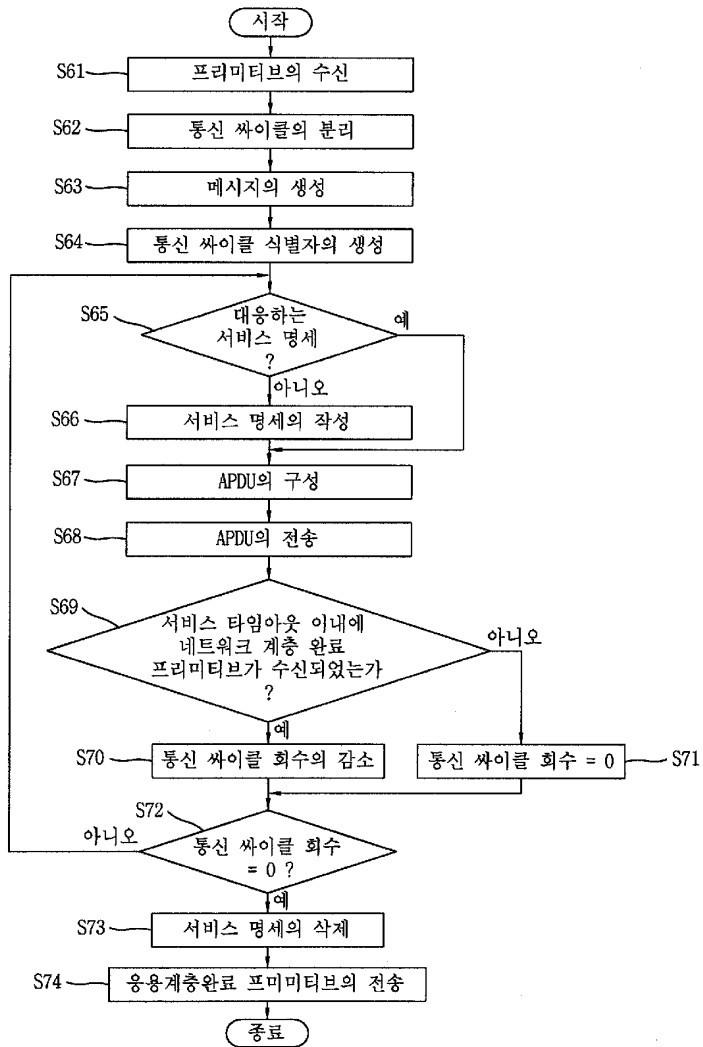 시작
S61
프리미티브의 수신
S62
통신 싸이클의 분리
S63
메시지의 생성
S64
통신 싸이클 식별자의 생성
S65
대응하는
서비스 명세
?
예
아니오
S66
서비스 명세의 작성
S67
APDU의 구성
S68
APDU의 전송
S69
서비스 타임아웃 이내에
네트워크 계층 완료
프리미티브가 수신되었는가
?
아니오
예
S70
통신 싸이클 회수의 감소
통신 싸이클 회수 = 0
S71
S72
아니오
통신 싸이클 회수
= 0 ?
예
S73
서비스 명세의 삭제
S74
응용계층완료 프미미티브의 전송
종료